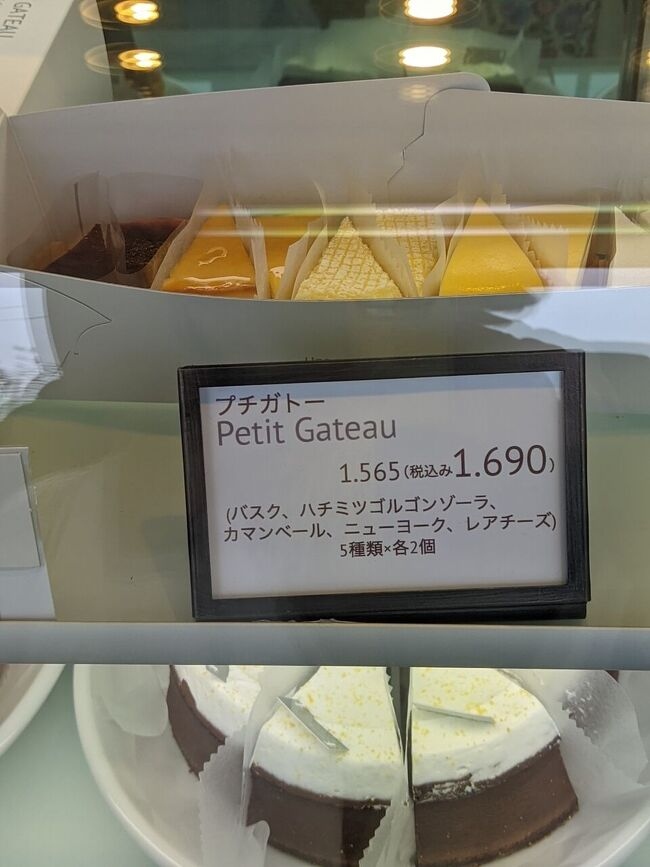 GATEAU
プチガトー
Petit Gateau
1.565(税込み1.690)
(バスク、ハチミツゴルゴンゾーラ、
カマンベール、ニューヨーク、レアチーズ)
5種類×各2個